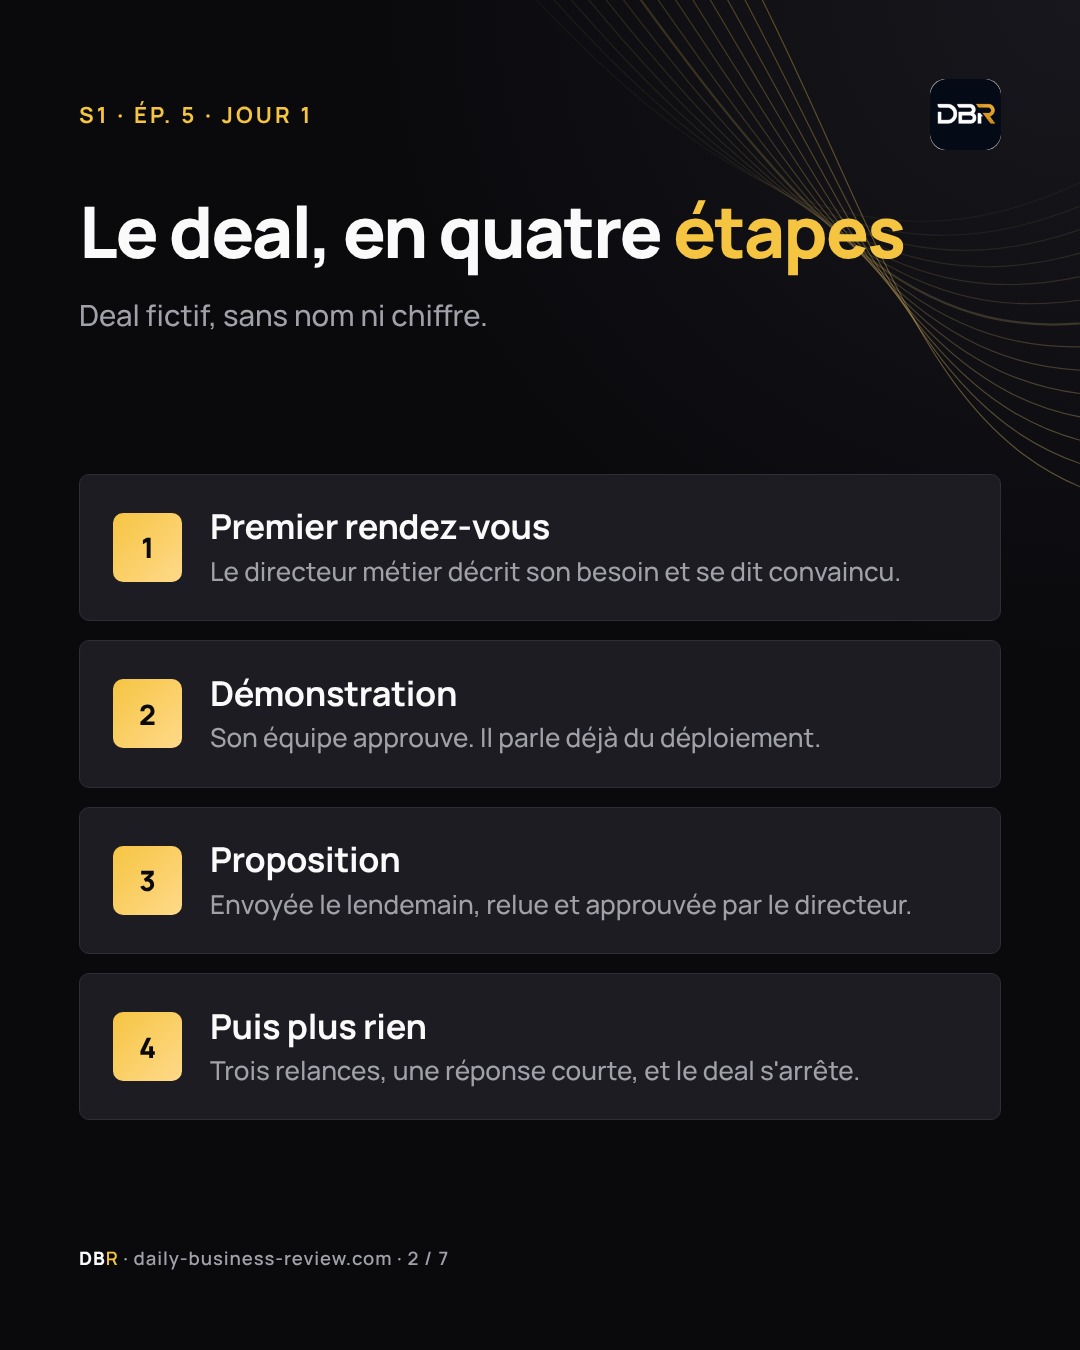 S1 · ÉP. 5 · JOUR 1
DBR
Le deal, en quatre étapes
Deal fictif, sans nom ni chiffre.
1
Premier rendez-vous
Le directeur métier décrit son besoin et se dit convaincu.
2
Démonstration
Son équipe approuve. Il parle déjà du déploiement.
3
Proposition
Envoyée le lendemain, relue et approuvée par le directeur.
4
Puis plus rien
Trois relances, une réponse courte, et le deal s'arrête.
DBR · daily-business-review.com · 2 / 7